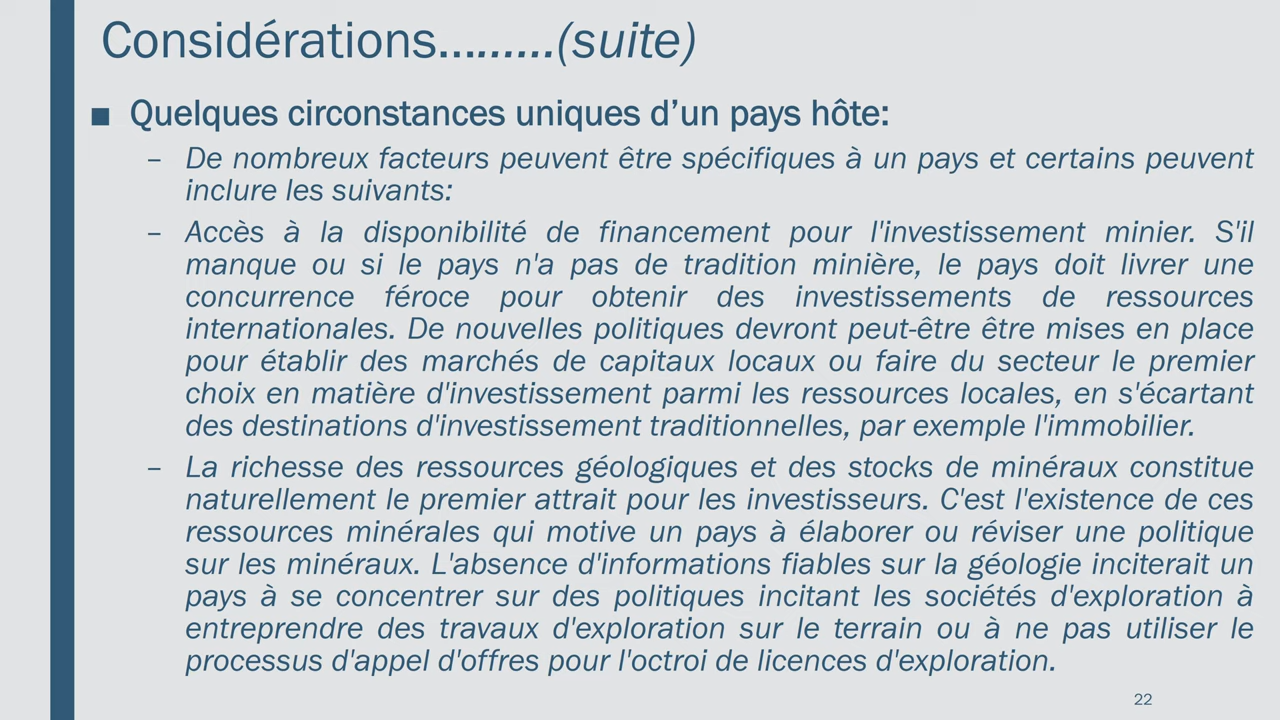 Considérations.........(suite)
■ Quelques circonstances uniques d’un pays hôte:
– De nombreux facteurs peuvent être spécifiques à un pays et certains peuvent
inclure les suivants:
– Accès à la disponibilité de financement pour l'investissement minier. S'il
manque ou si le pays n'a pas de tradition minière, le pays doit livrer une
concurrence féroce pour obtenir des investissements de ressources
internationales. De nouvelles politiques devront peut-être être mises en place
pour établir des marchés de capitaux locaux ou faire du secteur le premier
choix en matière d'investissement parmi les ressources locales, en s'écartant
des destinations d'investissement traditionnelles, par exemple l'immobilier.
– La richesse des ressources géologiques et des stocks de minéraux constitue
naturellement le premier attrait pour les investisseurs. C'est l'existence de ces
ressources minérales qui motive un pays à élaborer ou réviser une politique
sur les minéraux. L'absence d'informations fiables sur la géologie inciterait un
pays à se concentrer sur des politiques incitant les sociétés d'exploration à
entreprendre des travaux d'exploration sur le terrain ou à ne pas utiliser le
processus d'appel d'offres pour l'octroi de licences d'exploration.
22